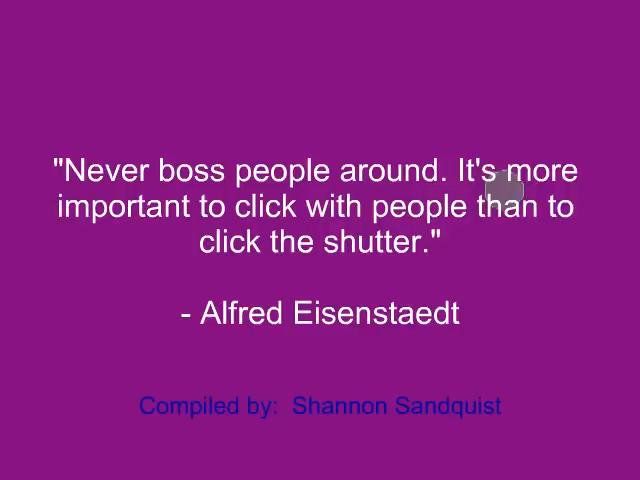 "Never boss people around. It's more
important to click with people than to
click the shutter."
- Alfred Eisenstaedt
Compiled by:  Shannon Sandquist